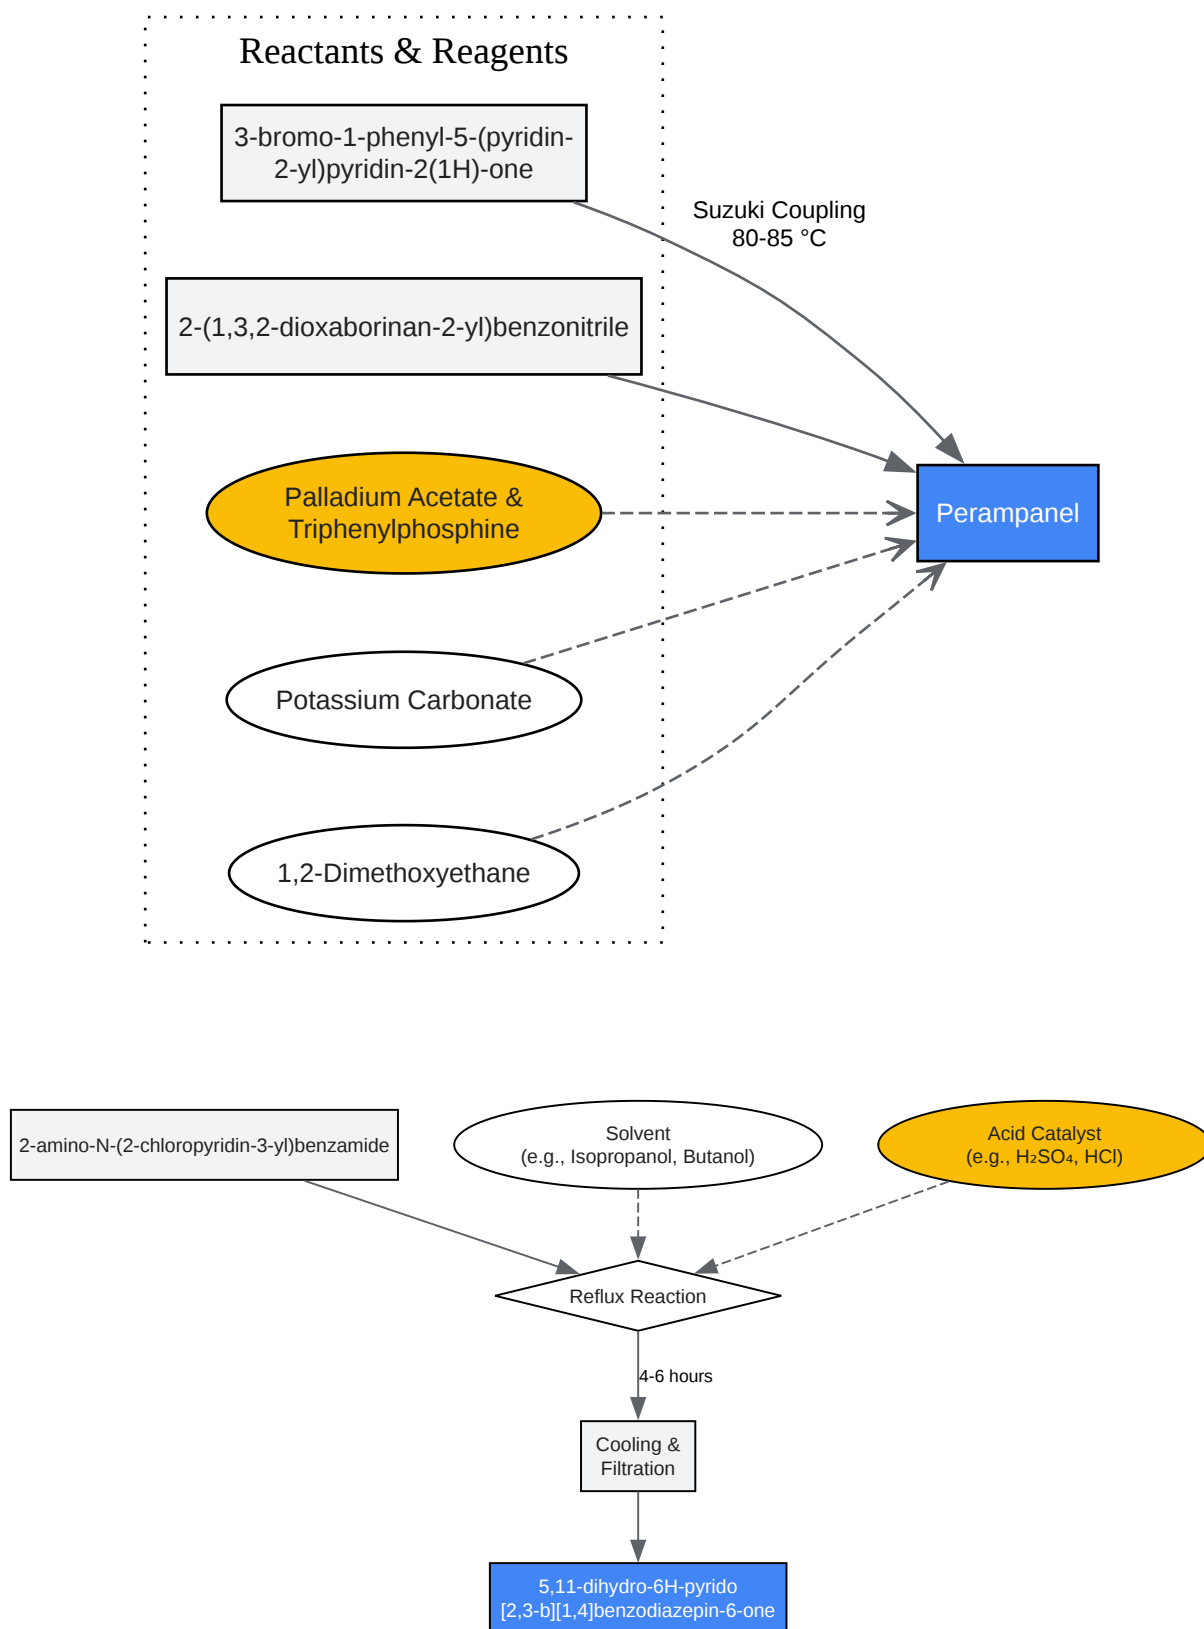 Reactants & Reagents
3-bromo-1-phenyl-5-(pyridin-
2-yl)pyridin-2(1H)-one
Suzuki Coupling
80-85 °C
2-(1,3,2-dioxaborinan-2-yl)benzonitrile
Palladium Acetate &
Triphenylphosphine
Perampanel
Potassium Carbonate
1,2-Dimethoxyethane
2-amino-N-(2-chloropyridin-3-yl)benzamide
Solvent
(e.g., Isopropanol, Butanol)
Acid Catalyst
(e.g., H₂SO₄, HCl)
Reflux Reaction
4-6 hours
Cooling &
Filtration
5,11-dihydro-6H-pyrido
[2,3-b][1,4]benzodiazepin-6-one